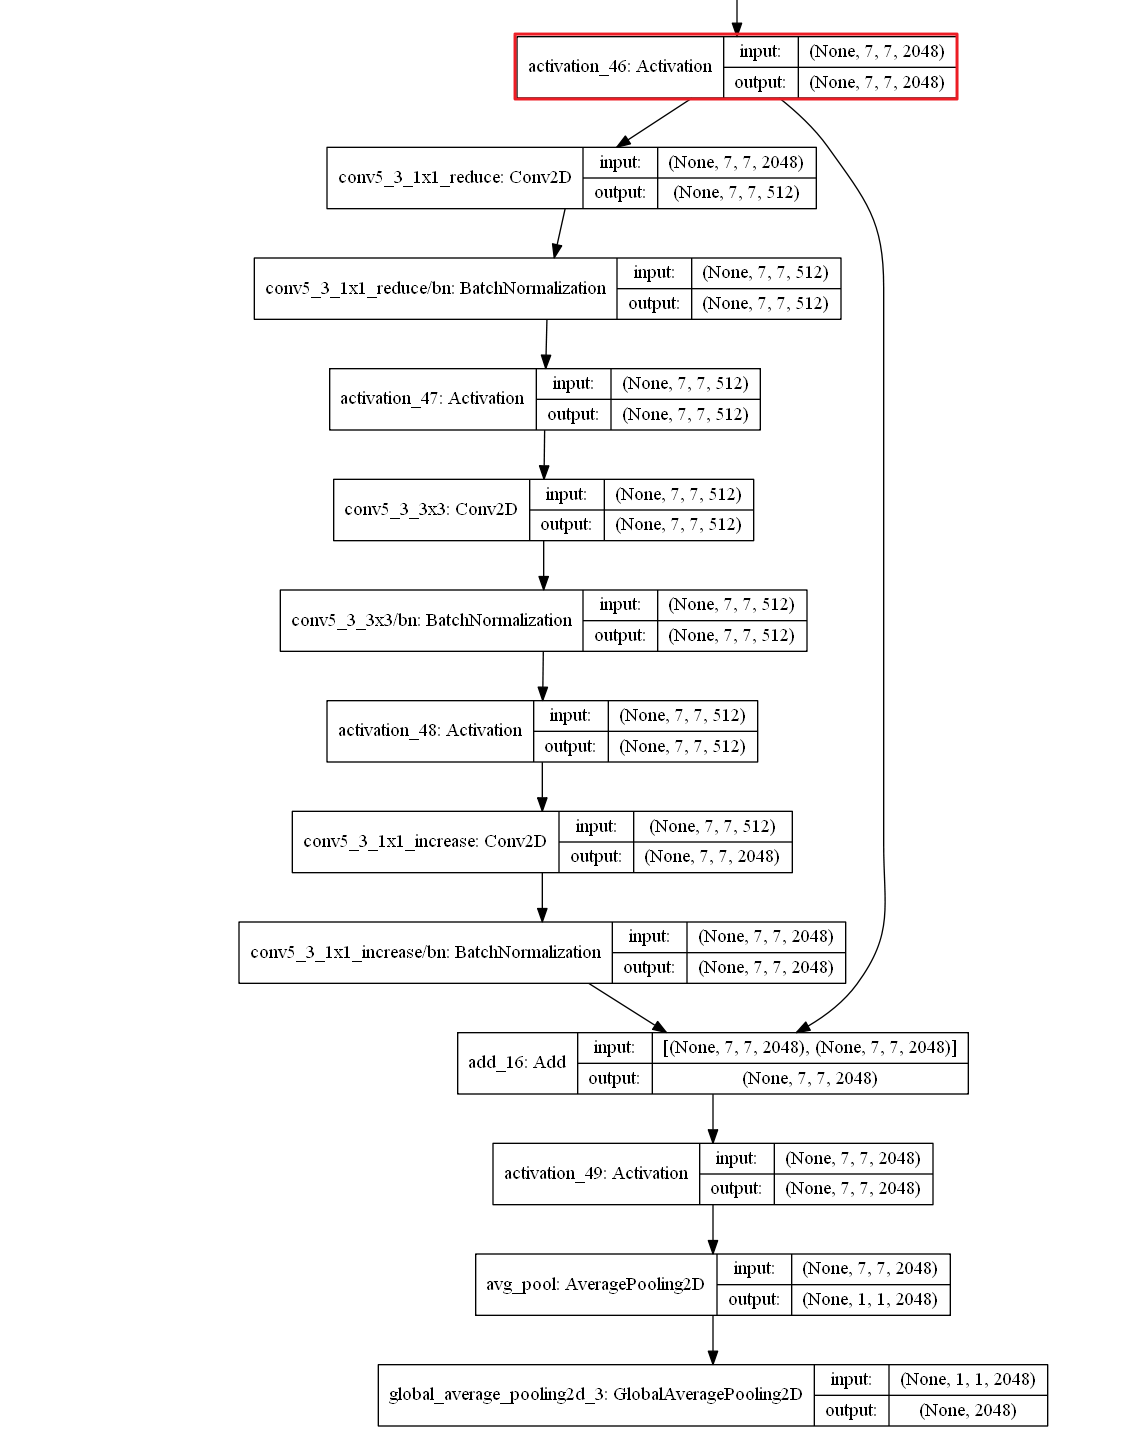 activation_46: Activation
input:
(None, 7, 7, 2048)
output:
(None, 7, 7, 2048)
conv5_3_1x1_reduce: Conv2D
input:
(None, 7, 7, 2048)
output:
(None, 7, 7, 512)
conv5_3_1x1_reduce/bn: BatchNormalization
input:
(None, 7, 7, 512)
output:
(None, 7, 7, 512)
activation_47: Activation
input:
(None, 7, 7, 512)
output:
(None, 7, 7, 512)
conv5_3_3x3: Conv2D
input:
(None, 7, 7, 512)
output:
(None, 7, 7, 512)
conv5_3_3x3/bn: BatchNormalization
input:
(None, 7, 7, 512)
output:
(None, 7, 7, 512)
activation_48: Activation
input:
(None, 7, 7, 512)
output:
(None, 7, 7, 512)
conv5_3_1x1_increase: Conv2D
input:
(None, 7, 7, 512)
output:
(None, 7, 7, 2048)
conv5_3_1x1_increase/bn: BatchNormalization
input:
(None, 7, 7, 2048)
output:
(None, 7, 7, 2048)
add_16: Add
input:
[(None, 7, 7, 2048), (None, 7, 7, 2048)]
output:
(None, 7, 7, 2048)
activation_49: Activation
input:
(None, 7, 7, 2048)
output:
(None, 7, 7, 2048)
avg_pool: AveragePooling2D
input:
(None, 7, 7, 2048)
output:
(None, 1, 1, 2048)
global_average_pooling2d_3: GlobalAveragePooling2D
input:
(None, 1, 1, 2048)
output:
(None, 2048)